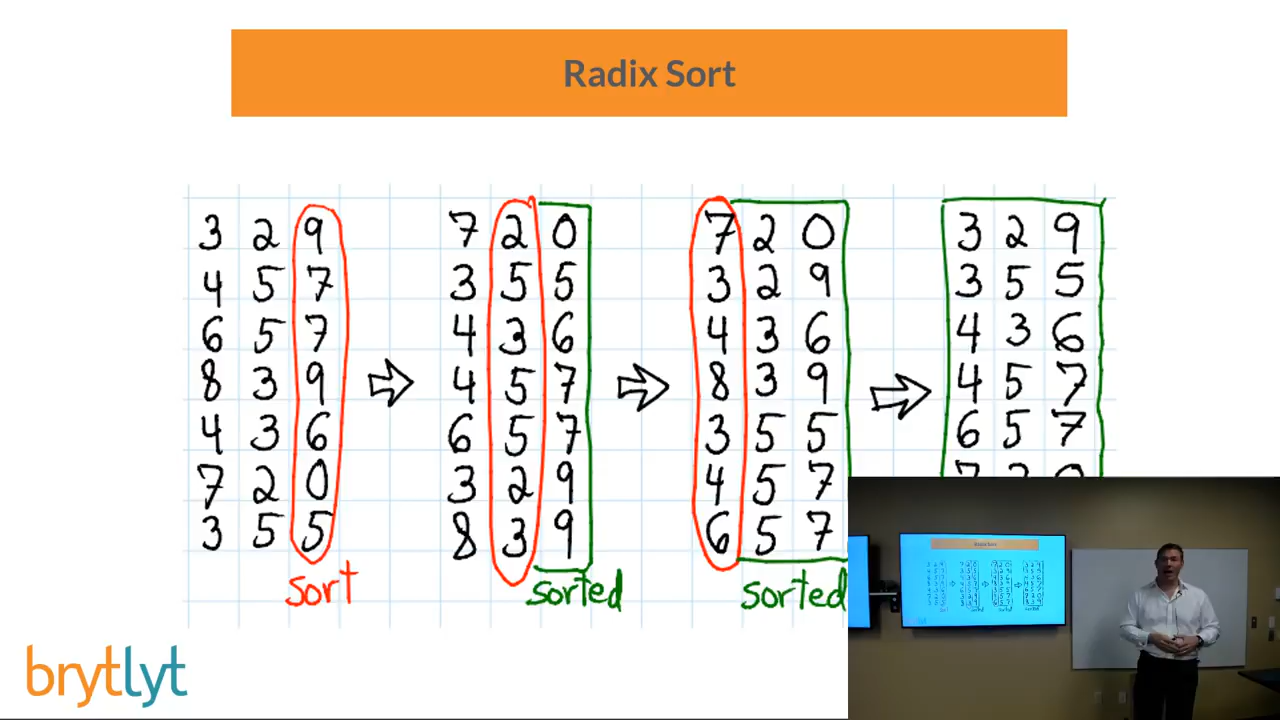 Radix Sort
3 2 9 7 2 0 7 2 0 3 2 9
4 5 7 3 5 5 3 2 9 3 5 5
6 5 7 4 3 6 4 3 6 4 3 6
8 3 9 4 5 7 8 3 9 4 5 7
4 3 6 6 5 7 3 5 5 6 5 7
7 2 0 3 2 9 4 5 7
3 5 5 8 3 9 6 5 7
sort sorted sorted
brytlyt
Radix Sort